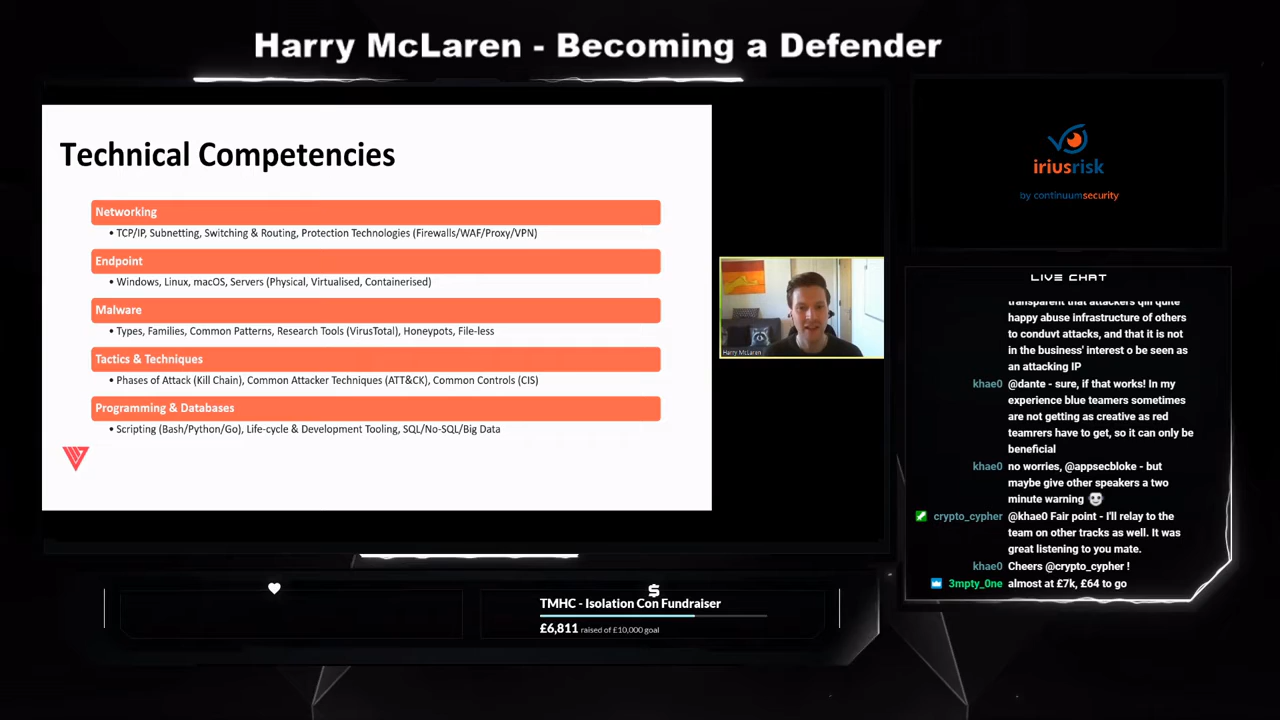 Harry McLaren - Becoming a Defender
Technical Competencies
Networking
• TCP/IP, Subnetting, Switching & Routing, Protection Technologies (Firewalls/WAF/Proxy/VPN)
Endpoint
• Windows, Linux, macOS, Servers (Physical, Virtualised, Containerised)
Malware
• Types, Families, Common Patterns, Research Tools (VirusTotal), Honeypots, File-less
Tactics & Techniques
• Phases of Attack (Kill Chain), Common Attacker Techniques (ATT&CK), Common Controls (CIS)
Programming & Databases
• Scripting (Bash/Python/Go), Life-cycle & Development Tooling, SQL/No-SQL/Big Data
Harry McLaren
iriusrisk
by continuumsecurity
LIVE CHAT
transparent that attackers qill quite
happy abuse infrastructure of others
to conduvt attacks, and that it is not
in the business' interest o be seen as
an attacking IP
khae0 @dante - sure, if that works! In my
experience blue teamers sometimes
are not getting as creative as red
teamrers have to get, so it can only be
beneficial
khae0 no worries, @appsecbloke - but
maybe give other speakers a two
minute warning
crypto_cypher @khae0 Fair point - I'll relay to the
team on other tracks as well. It was
great listening to you mate.
khae0 Cheers @crypto_cypher !
3mpty_0ne almost at £7k, £64 to go
TMHC - Isolation Con Fundraiser
£6,811 raised of £10,000 goal